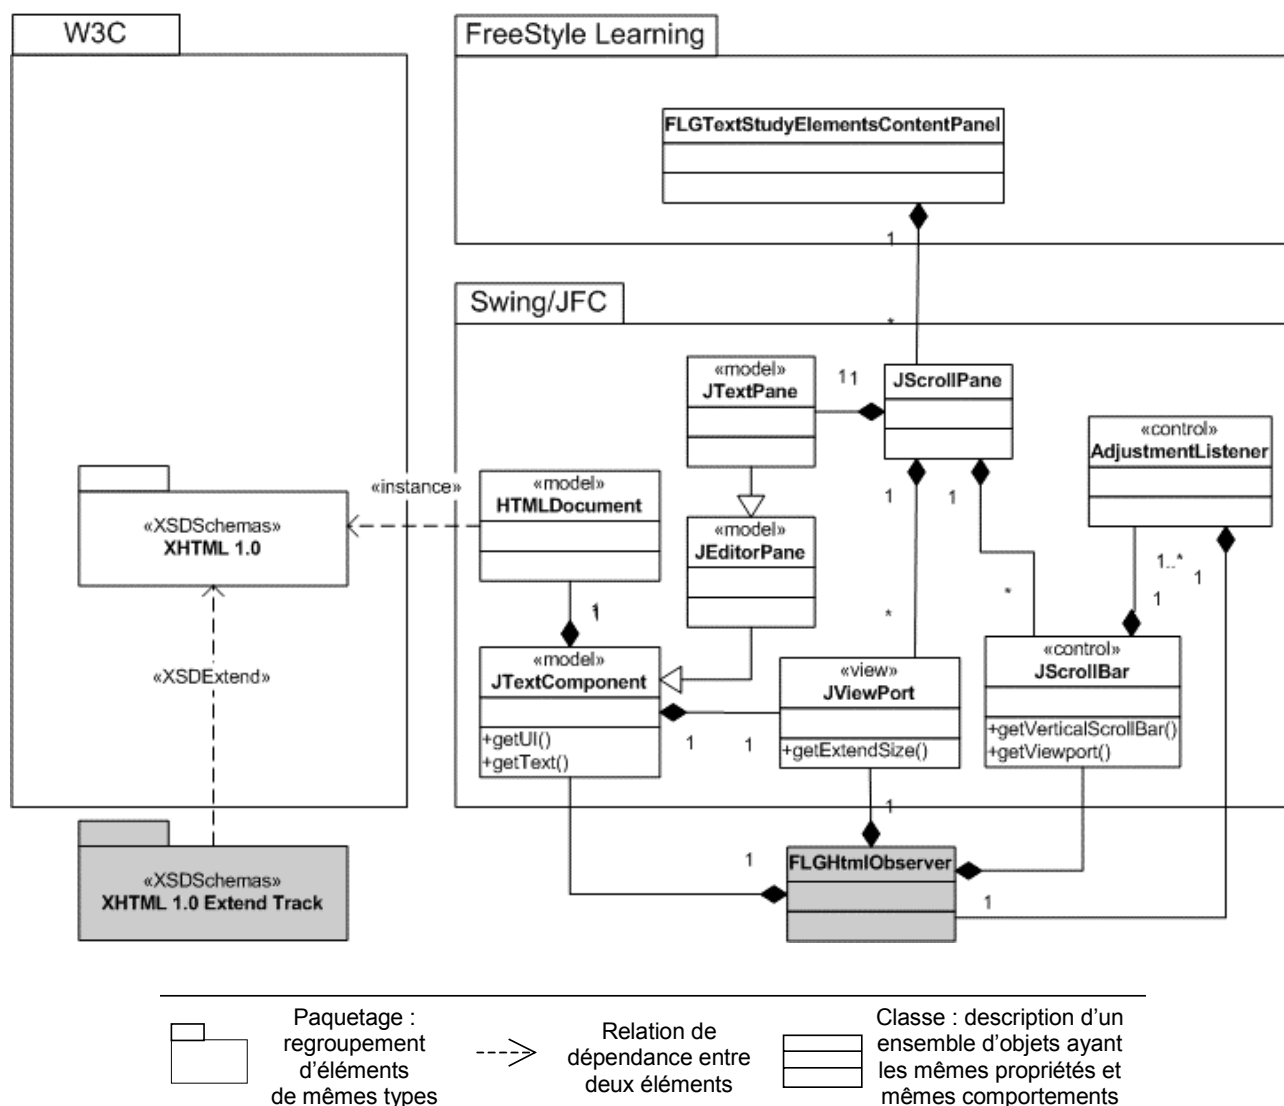 W3C
FreeStyle Learning
FLGTextStudyElementsContentPanel
1
*
Swing/JFC
«model»
JTextPane
1
1
JScrollPane
«control»
AdjustmentListener
1
1
«instance»
«model»
HTMLDocument
«model»
JEditorPane
«XSDSchemas»
XHTML 1.0
1..*
1
1
*
*
1
«XSDExtend»
«model»
JTextComponent
+getUI()
+getText()
1
1
«view»
JViewPort
+getExtendSize()
«control»
JScrollBar
+getVerticalScrollBar()
+getViewport()
1
1
FLGHtmlObserver
1
«XSDSchemas»
XHTML 1.0 Extend Track
Paquetage :
regroupement
d'éléments
de mêmes types
Relation de
dépendance entre
deux éléments
Classe : description d'un
ensemble d'objets ayant
les mêmes propriétés et
mêmes comportements